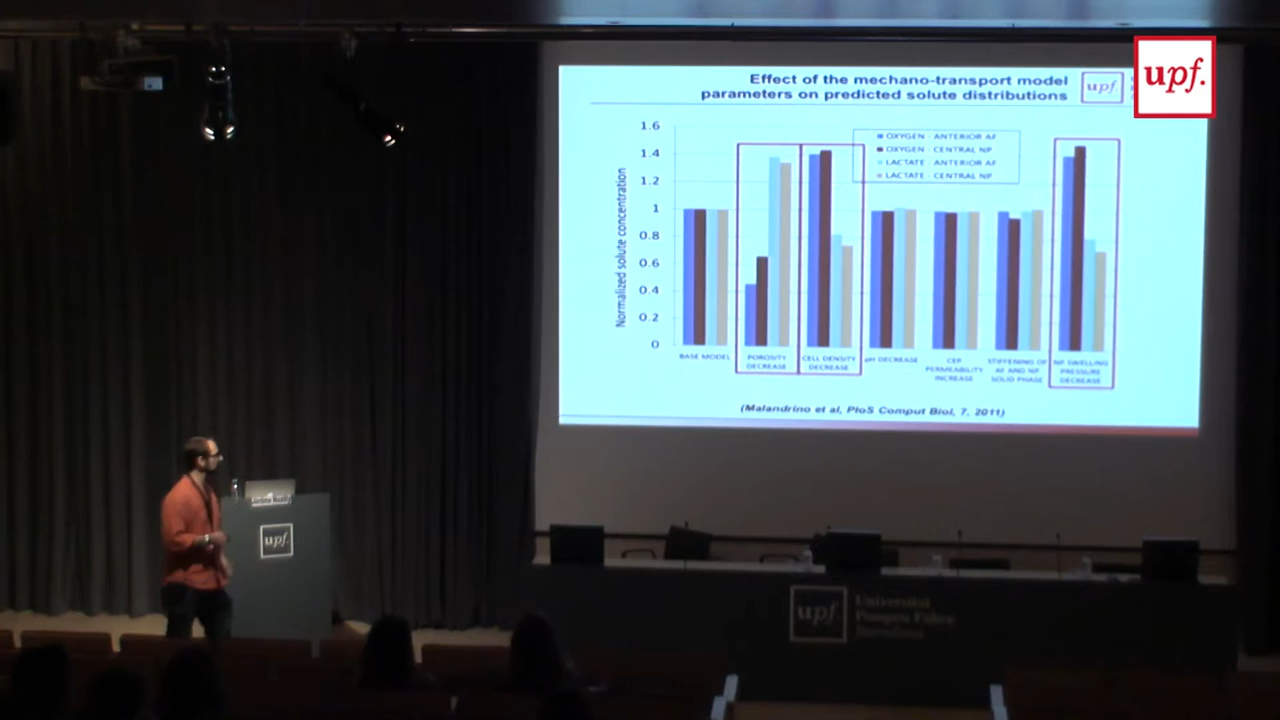 Effect of the mechano-transport model
parameters on predicted solute distributions
upf.
upf.
Normalized solute concentration
1.6
1.4
1.2
1
0.8
0.6
0.4
0.2
0
OXYGEN - ANTERIOR AF
OXYGEN - CENTRAL NP
LACTATE - ANTERIOR AF
LACTATE - CENTRAL NP
BASE MODEL
POROSITY
DECREASE
CELL DENSITY
DECREASE
pH DECREASE
CEP
PERMEABILITY
INCREASE
STIFFENING OF
AF AND NP
SOLID PHASE
NP SWELLING
PRESSURE
DECREASE
(Malandrino et al, PloS Comput Biol, 7, 2011)
upf.
upf.
Universitat
Pompeu Fabra
Barcelona